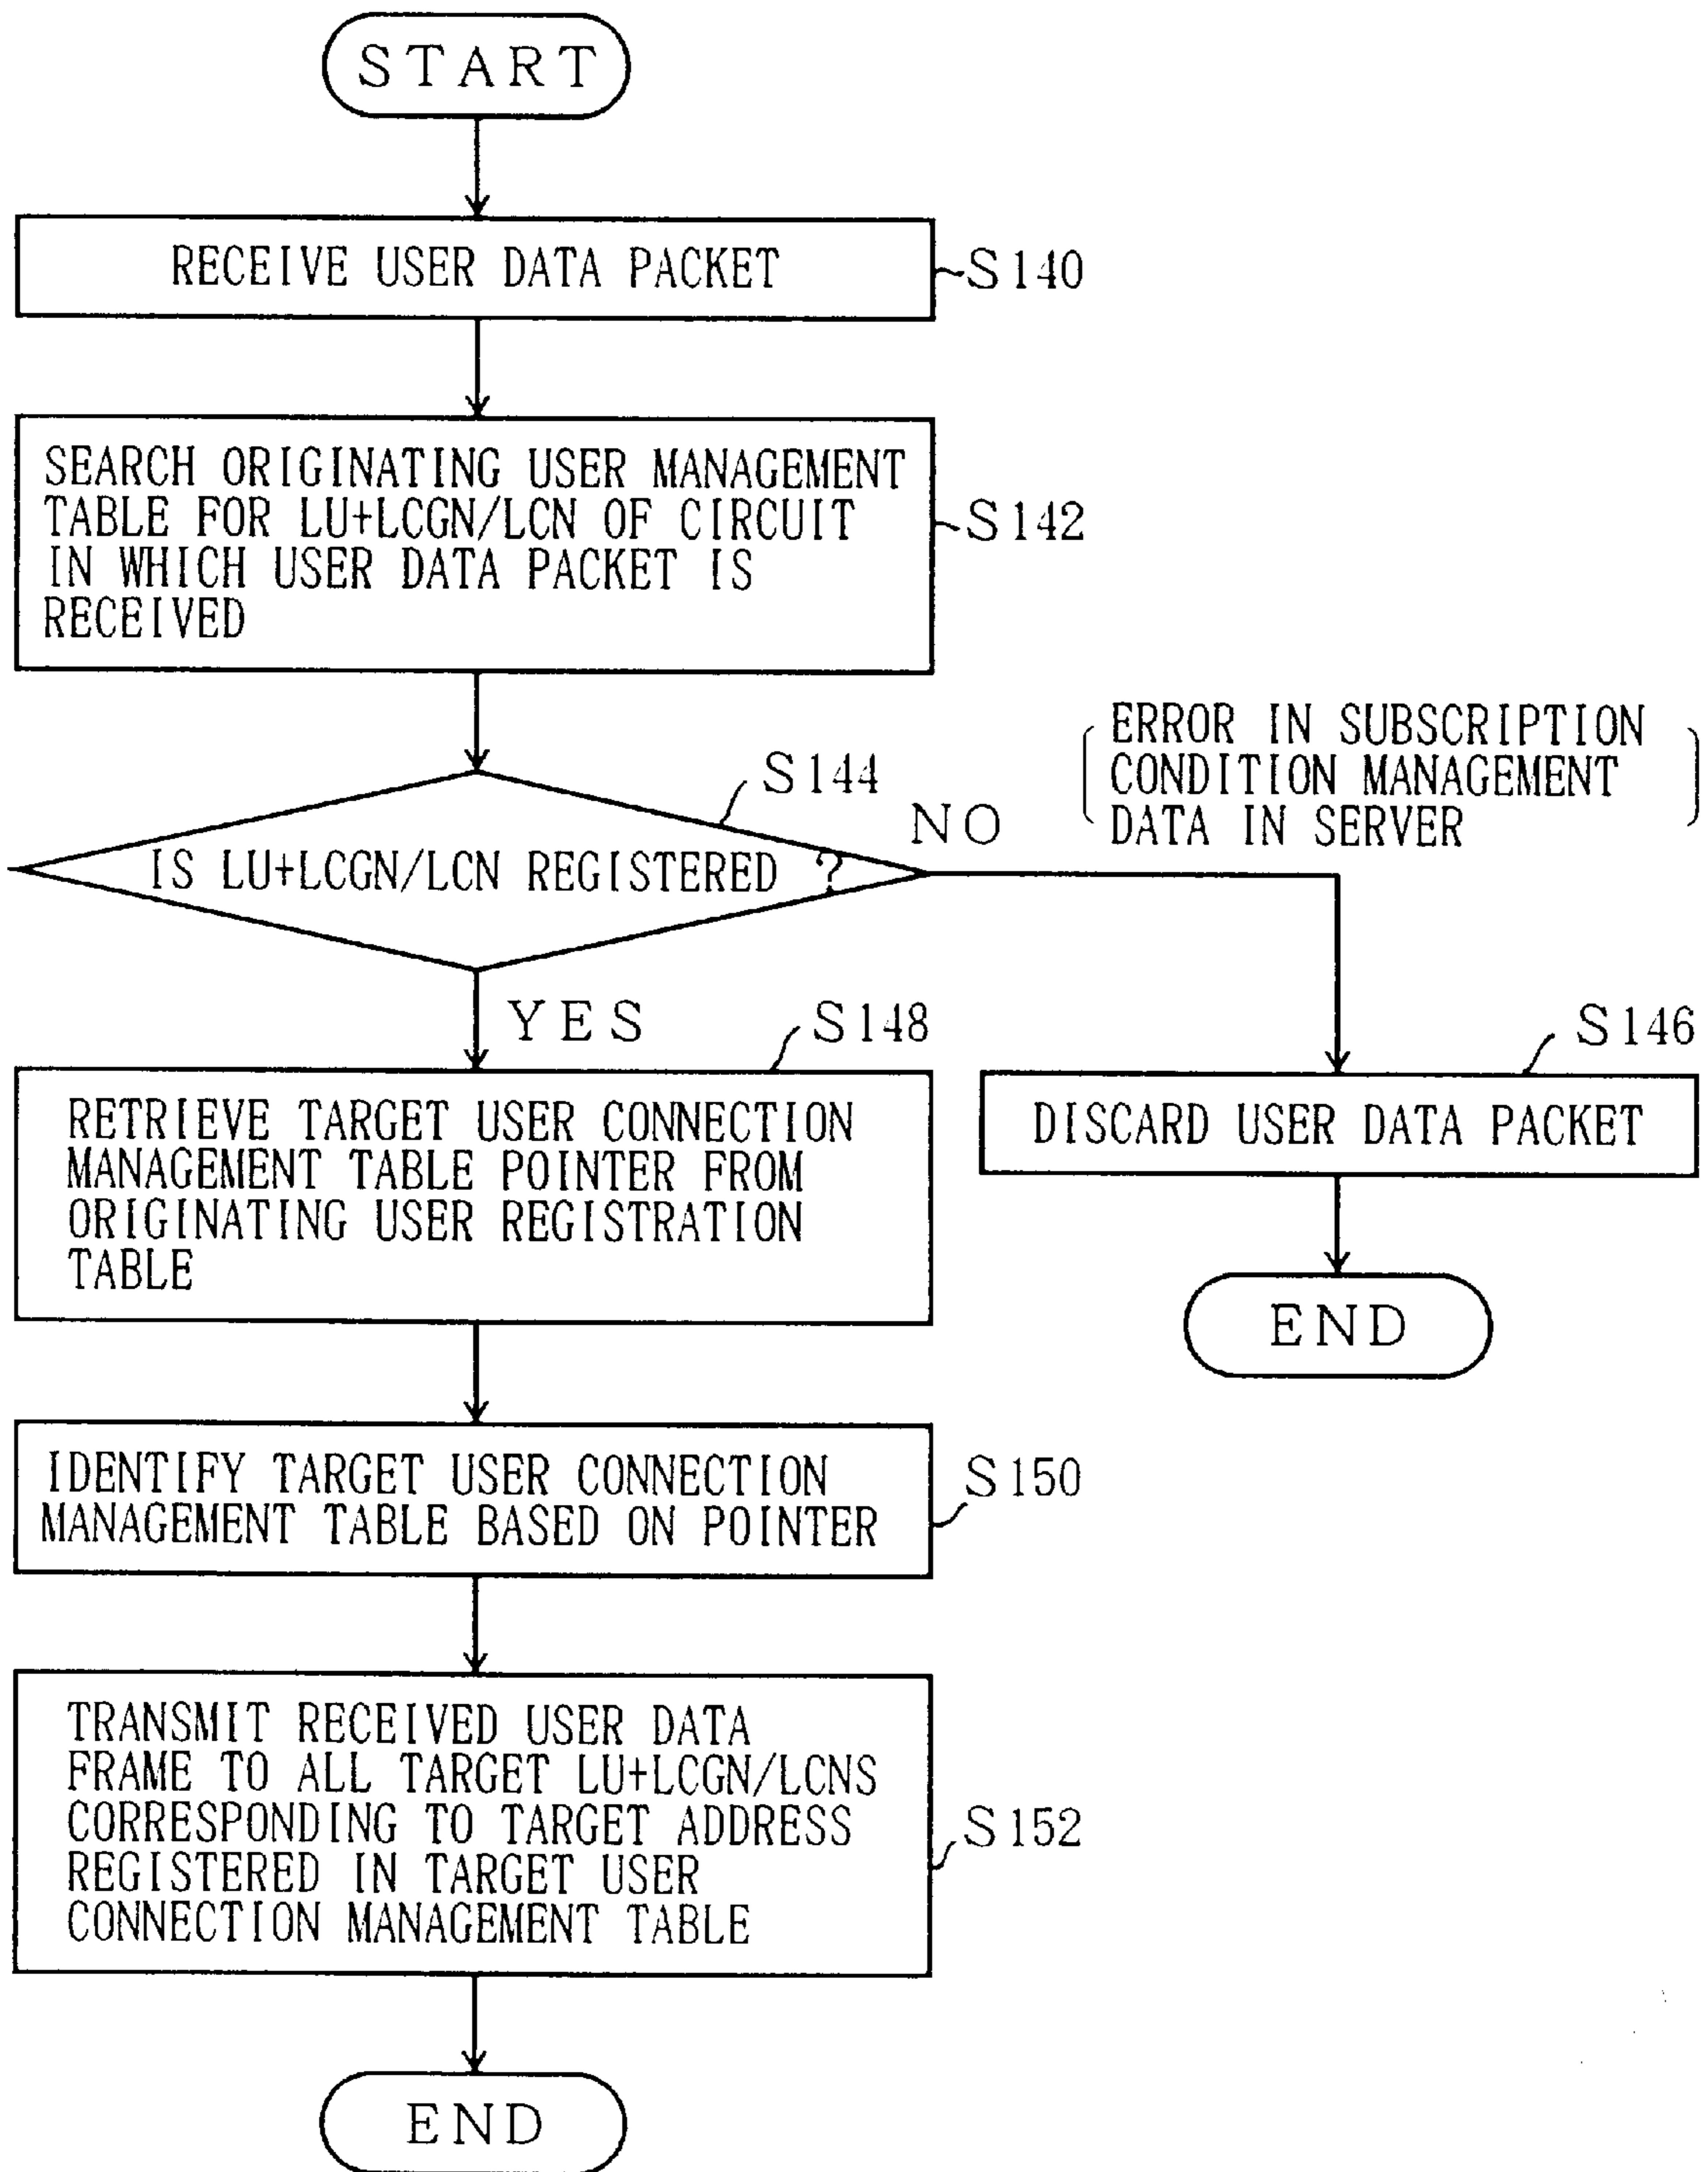 START
RECEIVE USER DATA PACKET
S140
SEARCH ORIGINATING USER MANAGEMENT
TABLE FOR LU+LCGN/LCN OF CIRCUIT
IN WHICH USER DATA PACKET IS
RECEIVED
S142
S144
IS LU+LCGN/LCN REGISTERED ?
NO
ERROR IN SUBSCRIPTION
CONDITION MANAGEMENT
DATA IN SERVER
YES
S148
RETRIEVE TARGET USER CONNECTION
MANAGEMENT TABLE POINTER FROM
ORIGINATING USER REGISTRATION
TABLE
S146
DISCARD USER DATA PACKET
END
IDENTIFY TARGET USER CONNECTION
MANAGEMENT TABLE BASED ON POINTER
S150
TRANSMIT RECEIVED USER DATA
FRAME TO ALL TARGET LU+LCGN/LCNS
CORRESPONDING TO TARGET ADDRESS
REGISTERED IN TARGET USER
CONNECTION MANAGEMENT TABLE
S152
END